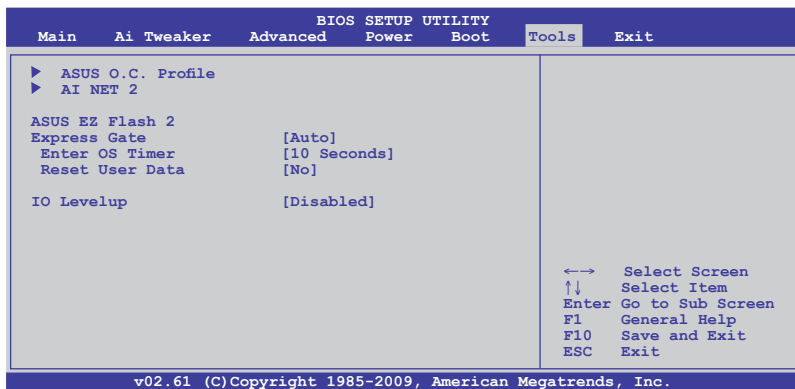 BIOS SETUP UTILITY
Main Ai Tweaker Advanced Power Boot Tools Exit
ASUS O.C. Profile
AI NET 2
ASUS EZ Flash 2
Express Gate [Auto]
Enter OS Timer [10 Seconds]
Reset User Data [No]
IO Levelup [Disabled]
←→ Select Screen
↑↓ Select Item
Enter Go to Sub Screen
F1 General Help
F10 Save and Exit
ESC Exit
v02.61 (C)Copyright 1985-2009, American Megatrends, Inc.